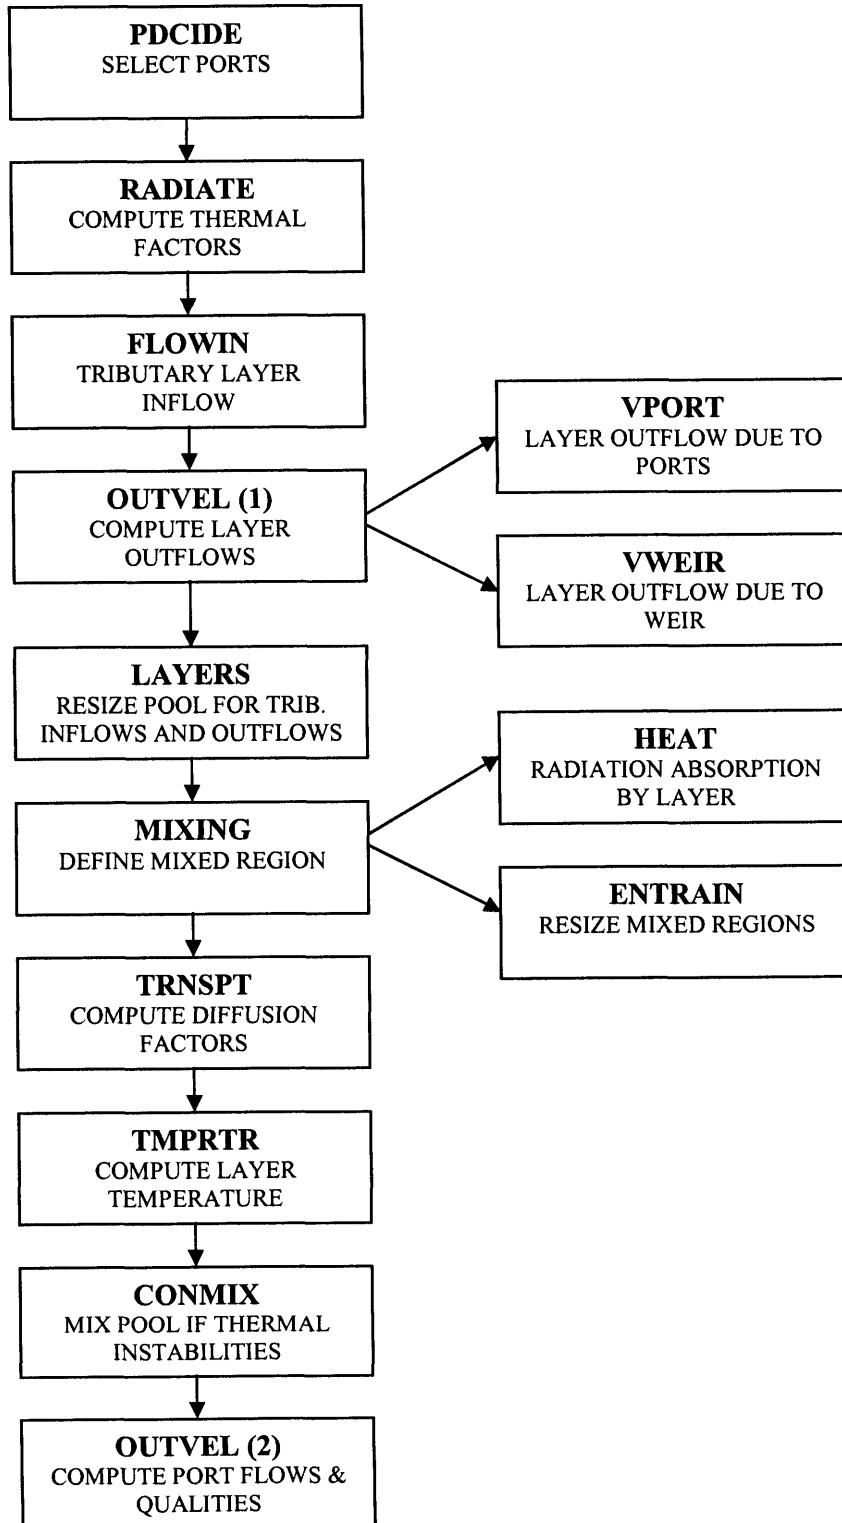 PDCIDE
SELECT PORTS
RADIATE
COMPUTE THERMAL
FACTORS
FLOWIN
TRIBUTARY LAYER
INFLOW
OUTVEL (1)
COMPUTE LAYER
OUTFLOWS
VPORT
LAYER OUTFLOW DUE TO
PORTS
VWEIR
LAYER OUTFLOW DUE TO
WEIR
LAYERS
RESIZE POOL FOR TRIB.
INFLOWS AND OUTFLOWS
MIXING
DEFINE MIXED REGION
HEAT
RADIATION ABSORPTION
BY LAYER
ENTRAIN
RESIZE MIXED REGIONS
TRNSPT
COMPUTE DIFFUSION
FACTORS
TMPRTR
COMPUTE LAYER
TEMPERATURE
CONMIX
MIX POOL IF THERMAL
INSTABILITIES
OUTVEL (2)
COMPUTE PORT FLOWS &
QUALITIES